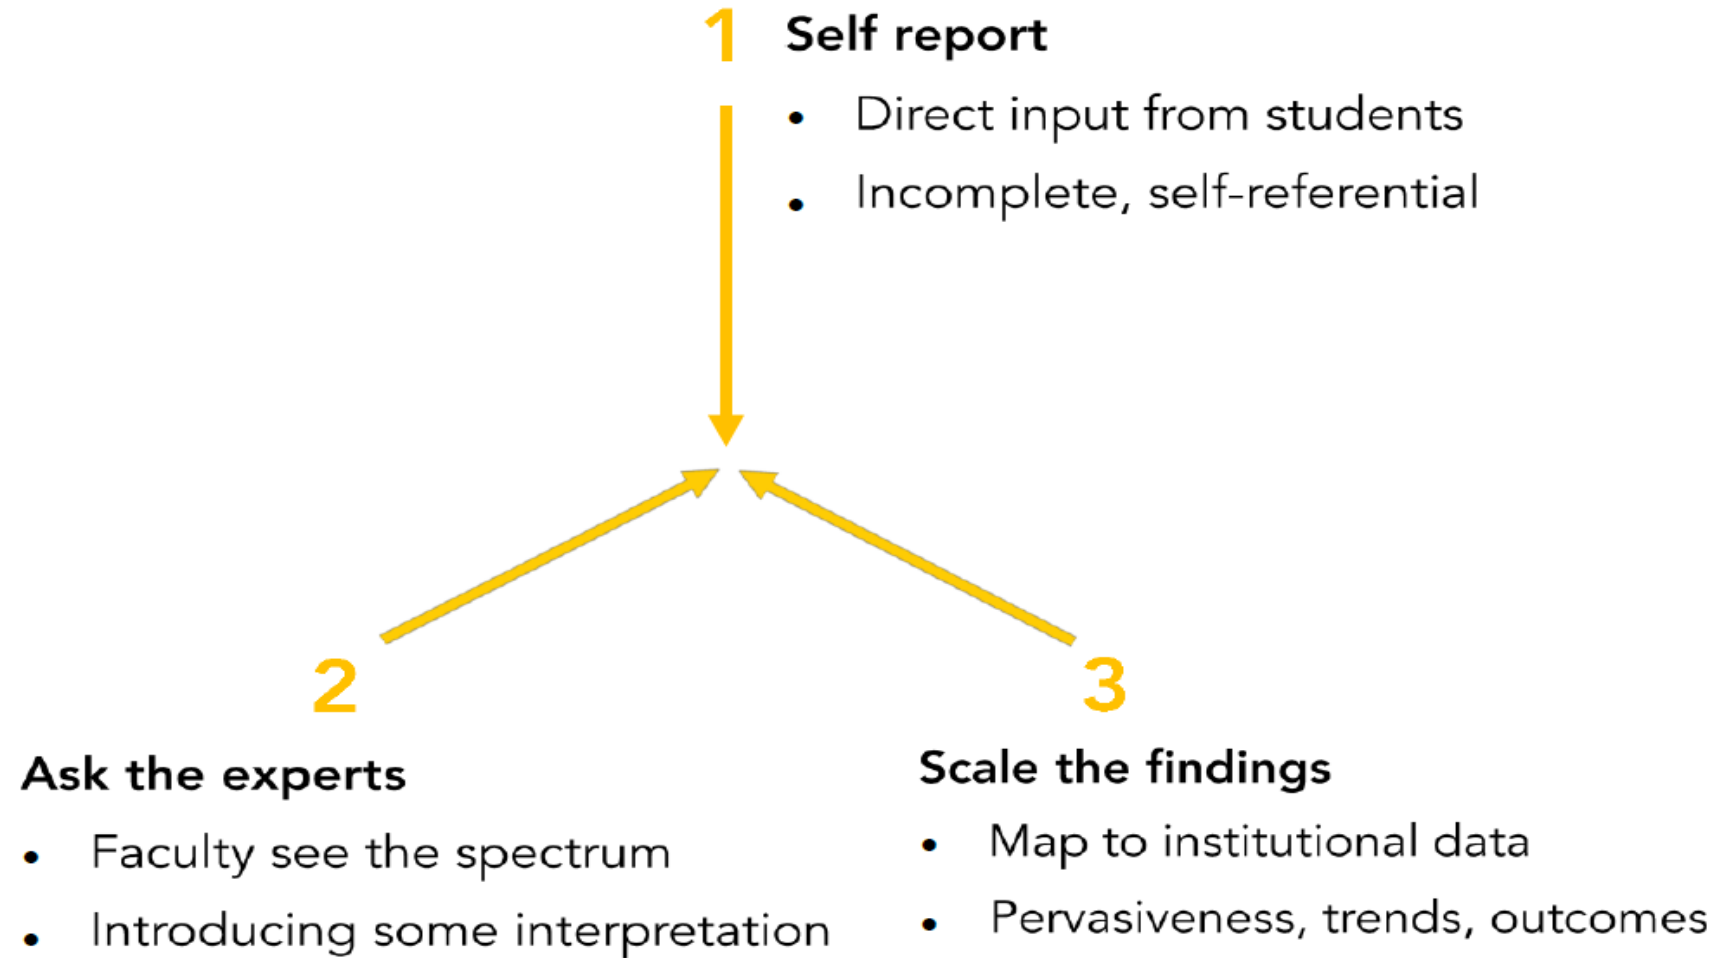 1 Self report
• Direct input from students
• Incomplete, self-referential
2
Ask the experts
• Faculty see the spectrum
• Introducing some interpretation
3
Scale the findings
• Map to institutional data
• Pervasiveness, trends, outcomes